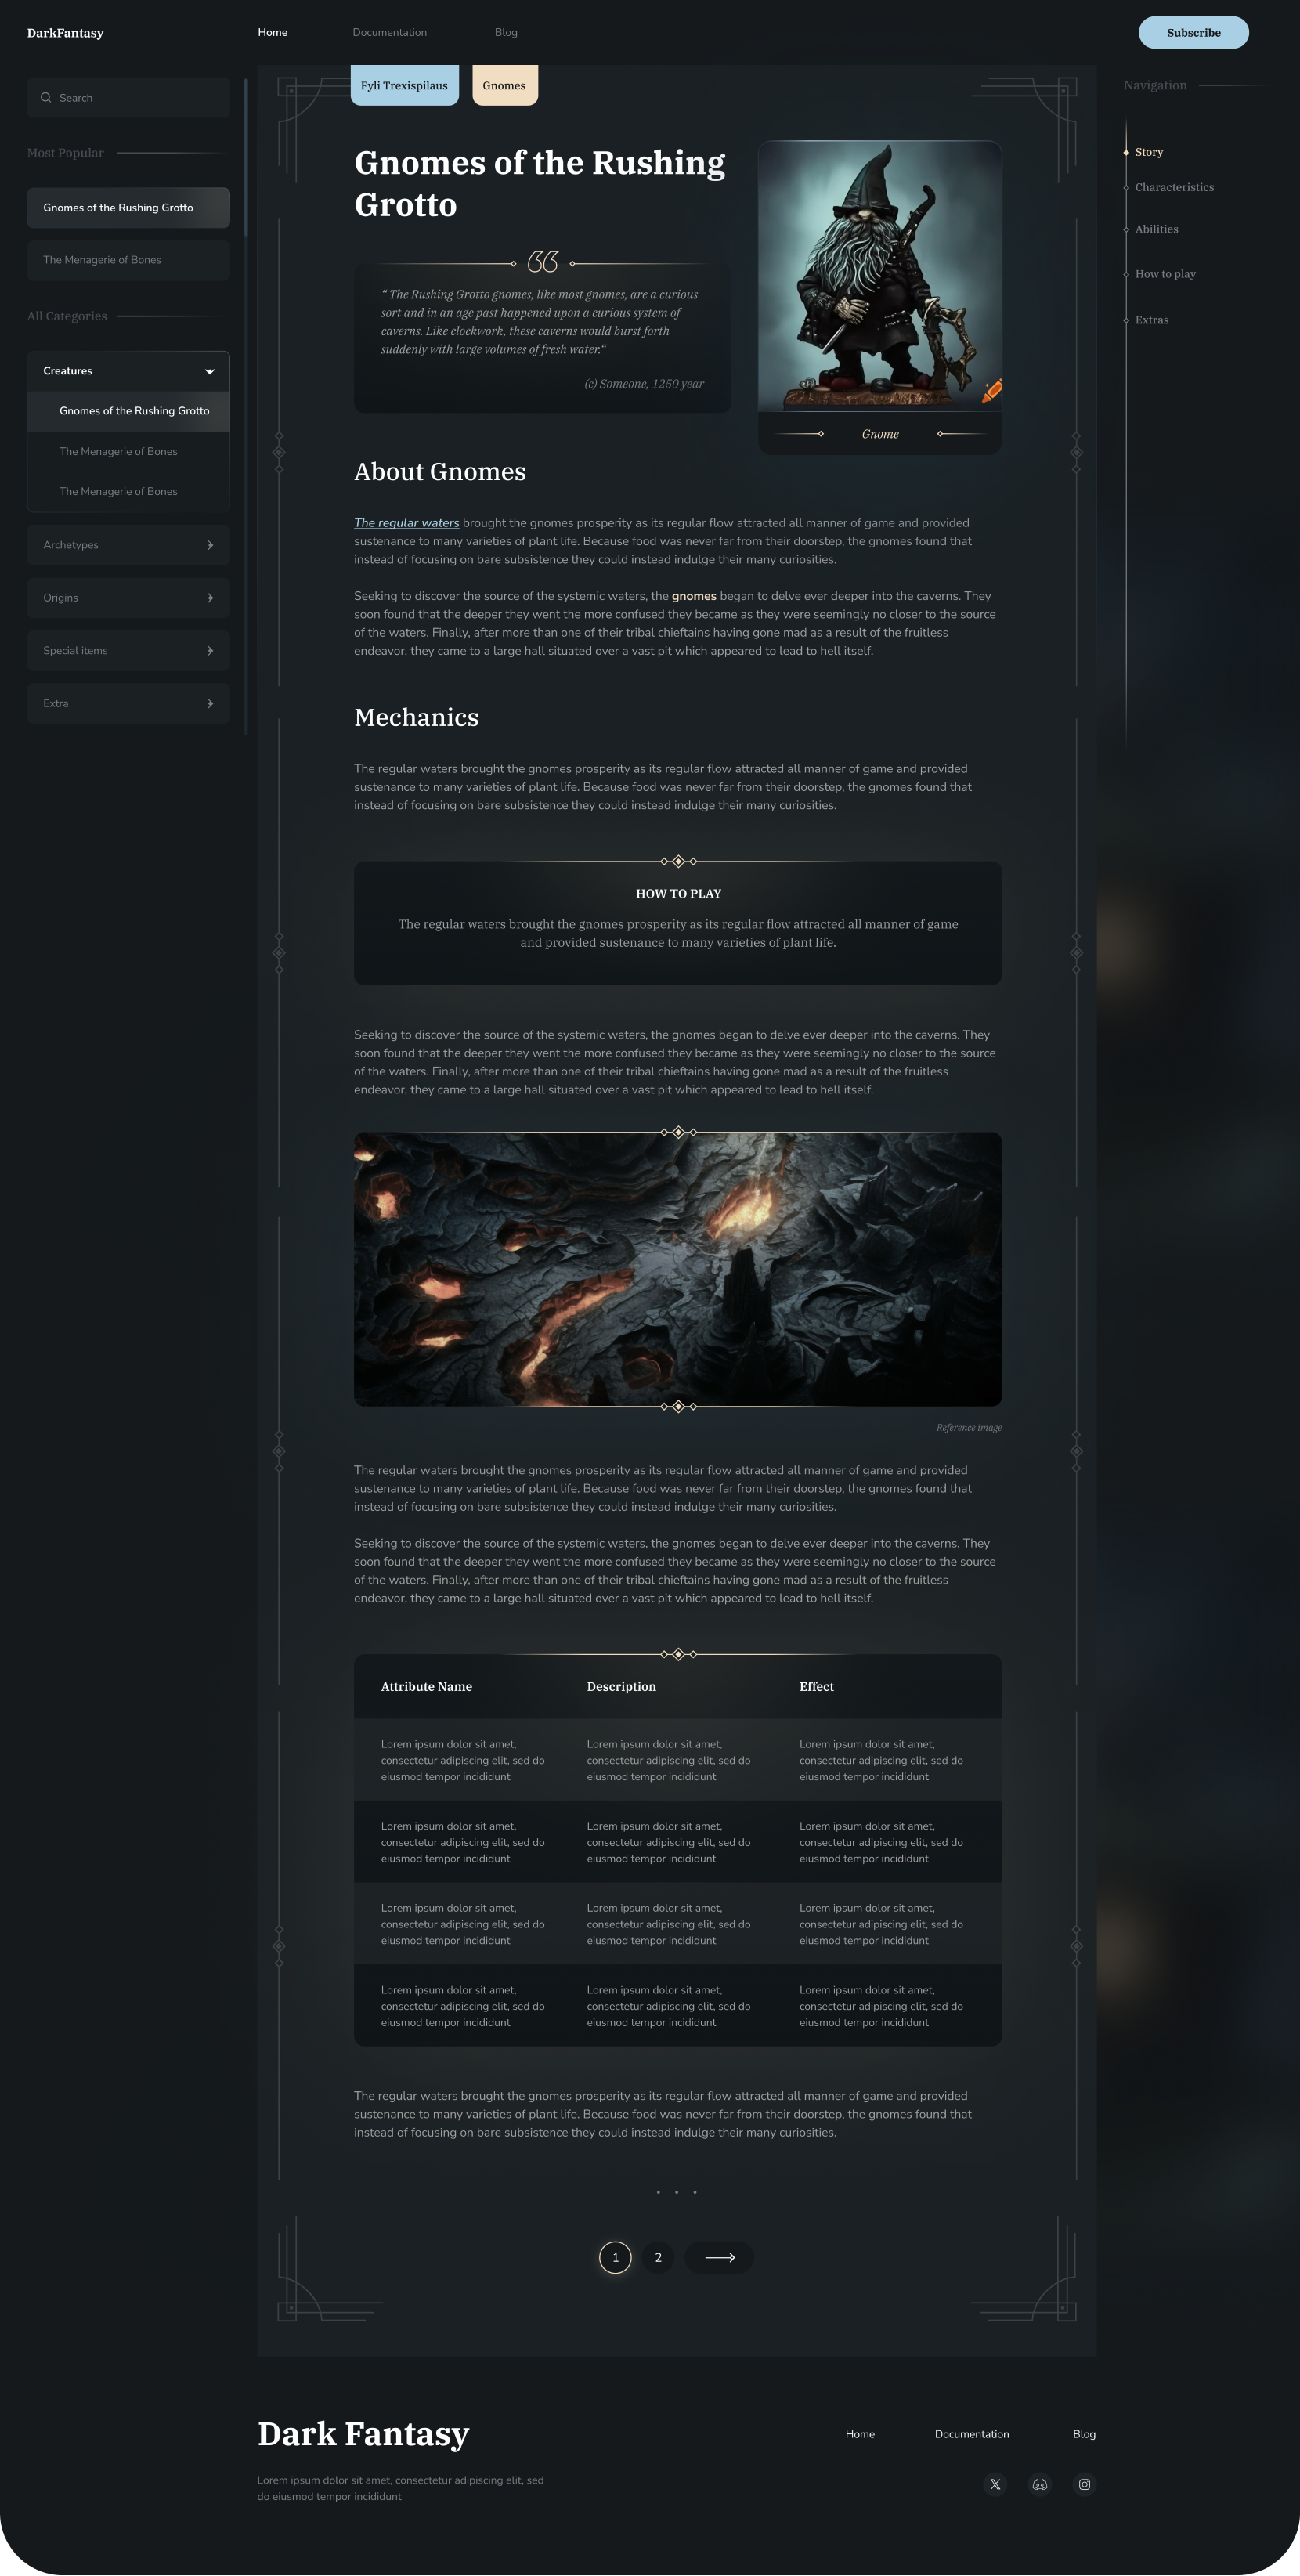 DarkFantasy
Home
Documentation
Blog
Subscribe
Search
Most Popular
Gnomes of the Rushing Grotto
The Menagerie of Bones
All Categories
Creatures
Gnomes of the Rushing Grotto
The Menagerie of Bones
The Menagerie of Bones
Archetypes
Origins
Special items
Extra
Fyli Trexispilaus
Gnomes
Gnomes of the Rushing
Grotto
“ The Rushing Grotto gnomes, like most gnomes, are a curious
sort and in an age past happened upon a curious system of
caverns. Like clockwork, these caverns would burst forth
suddenly with large volumes of fresh water.“
(c) Someone, 1250 year
Gnome
About Gnomes
The regular waters brought the gnomes prosperity as its regular flow attracted all manner of game and provided
sustenance to many varieties of plant life. Because food was never far from their doorstep, the gnomes found that
instead of focusing on bare subsistence they could instead indulge their many curiosities.
Seeking to discover the source of the systemic waters, the gnomes began to delve ever deeper into the caverns. They
soon found that the deeper they went the more confused they became as they were seemingly no closer to the source
of the waters. Finally, after more than one of their tribal chieftains having gone mad as a result of the fruitless
endeavor, they came to a large hall situated over a vast pit which appeared to lead to hell itself.
Mechanics
The regular waters brought the gnomes prosperity as its regular flow attracted all manner of game and provided
sustenance to many varieties of plant life. Because food was never far from their doorstep, the gnomes found that
instead of focusing on bare subsistence they could instead indulge their many curiosities.
HOW TO PLAY
The regular waters brought the gnomes prosperity as its regular flow attracted all manner of game
and provided sustenance to many varieties of plant life.
Seeking to discover the source of the systemic waters, the gnomes began to delve ever deeper into the caverns. They
soon found that the deeper they went the more confused they became as they were seemingly no closer to the source
of the waters. Finally, after more than one of their tribal chieftains having gone mad as a result of the fruitless
endeavor, they came to a large hall situated over a vast pit which appeared to lead to hell itself.
Reference image
The regular waters brought the gnomes prosperity as its regular flow attracted all manner of game and provided
sustenance to many varieties of plant life. Because food was never far from their doorstep, the gnomes found that
instead of focusing on bare subsistence they could instead indulge their many curiosities.
Seeking to discover the source of the systemic waters, the gnomes began to delve ever deeper into the caverns. They
soon found that the deeper they went the more confused they became as they were seemingly no closer to the source
of the waters. Finally, after more than one of their tribal chieftains having gone mad as a result of the fruitless
endeavor, they came to a large hall situated over a vast pit which appeared to lead to hell itself.
Attribute Name
Description
Effect
Lorem ipsum dolor sit amet,
consectetur adipiscing elit, sed do
eiusmod tempor incididunt
Lorem ipsum dolor sit amet,
consectetur adipiscing elit, sed do
eiusmod tempor incididunt
Lorem ipsum dolor sit amet,
consectetur adipiscing elit, sed do
eiusmod tempor incididunt
Lorem ipsum dolor sit amet,
consectetur adipiscing elit, sed do
eiusmod tempor incididunt
Lorem ipsum dolor sit amet,
consectetur adipiscing elit, sed do
eiusmod tempor incididunt
Lorem ipsum dolor sit amet,
consectetur adipiscing elit, sed do
eiusmod tempor incididunt
Lorem ipsum dolor sit amet,
consectetur adipiscing elit, sed do
eiusmod tempor incididunt
Lorem ipsum dolor sit amet,
consectetur adipiscing elit, sed do
eiusmod tempor incididunt
Lorem ipsum dolor sit amet,
consectetur adipiscing elit, sed do
eiusmod tempor incididunt
Lorem ipsum dolor sit amet,
consectetur adipiscing elit, sed do
eiusmod tempor incididunt
Lorem ipsum dolor sit amet,
consectetur adipiscing elit, sed do
eiusmod tempor incididunt
Lorem ipsum dolor sit amet,
consectetur adipiscing elit, sed do
eiusmod tempor incididunt
The regular waters brought the gnomes prosperity as its regular flow attracted all manner of game and provided
sustenance to many varieties of plant life. Because food was never far from their doorstep, the gnomes found that
instead of focusing on bare subsistence they could instead indulge their many curiosities.
1
2
Navigation
Story
Characteristics
Abilities
How to play
Extras
Dark Fantasy
Lorem ipsum dolor sit amet, consectetur adipiscing elit, sed
do eiusmod tempor incididunt
Home
Documentation
Blog